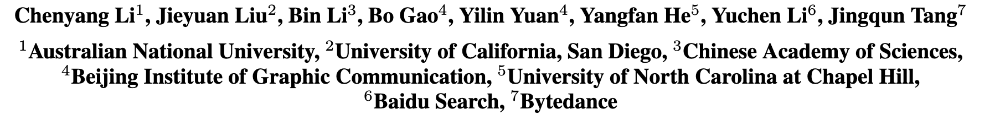 Chenyang Li¹, Jieyuan Liu², Bin Li³, Bo Gao⁴, Yilin Yuan⁴, Yangfan He⁵, Yuchen Li⁶, Jingqun Tang⁷
¹Australian National University, ²University of California, San Diego, ³Chinese Academy of Sciences,
⁴Beijing Institute of Graphic Communication, ⁵University of North Carolina at Chapel Hill,
⁶Baidu Search, ⁷Bytedance